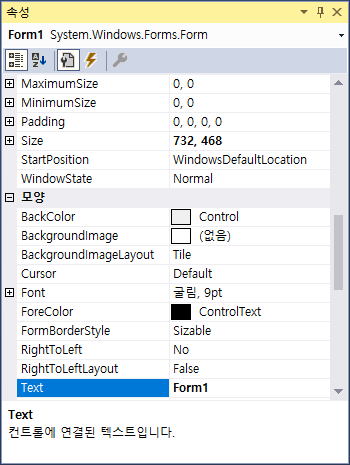 속성
Form1 System.Windows.Forms.Form
MaximumSize 0, 0
MinimumSize 0, 0
Padding 0, 0, 0, 0
Size 732, 468
StartPosition WindowsDefaultLocation
WindowState Normal
모양
BackColor Control
BackgroundImage (없음)
BackgroundImageLayout Tile
Cursor Default
Font 굴림, 9pt
ForeColor ControlText
FormBorderStyle Sizable
RightToLeft No
RightToLeftLayout False
Text Form1
Text
컨트롤에 연결된 텍스트입니다.